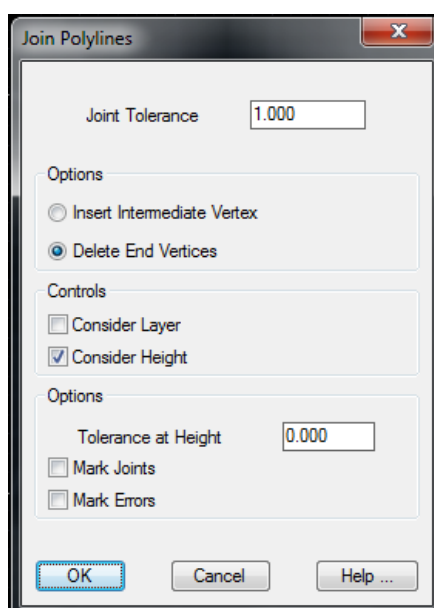 Join Polylines
Joint Tolerance 1.000
Options
Insert Intermediate Vertex
Delete End Vertices
Controls
Consider Layer
Consider Height
Options
Tolerance at Height 0.000
Mark Joints
Mark Errors
OK Cancel Help ...